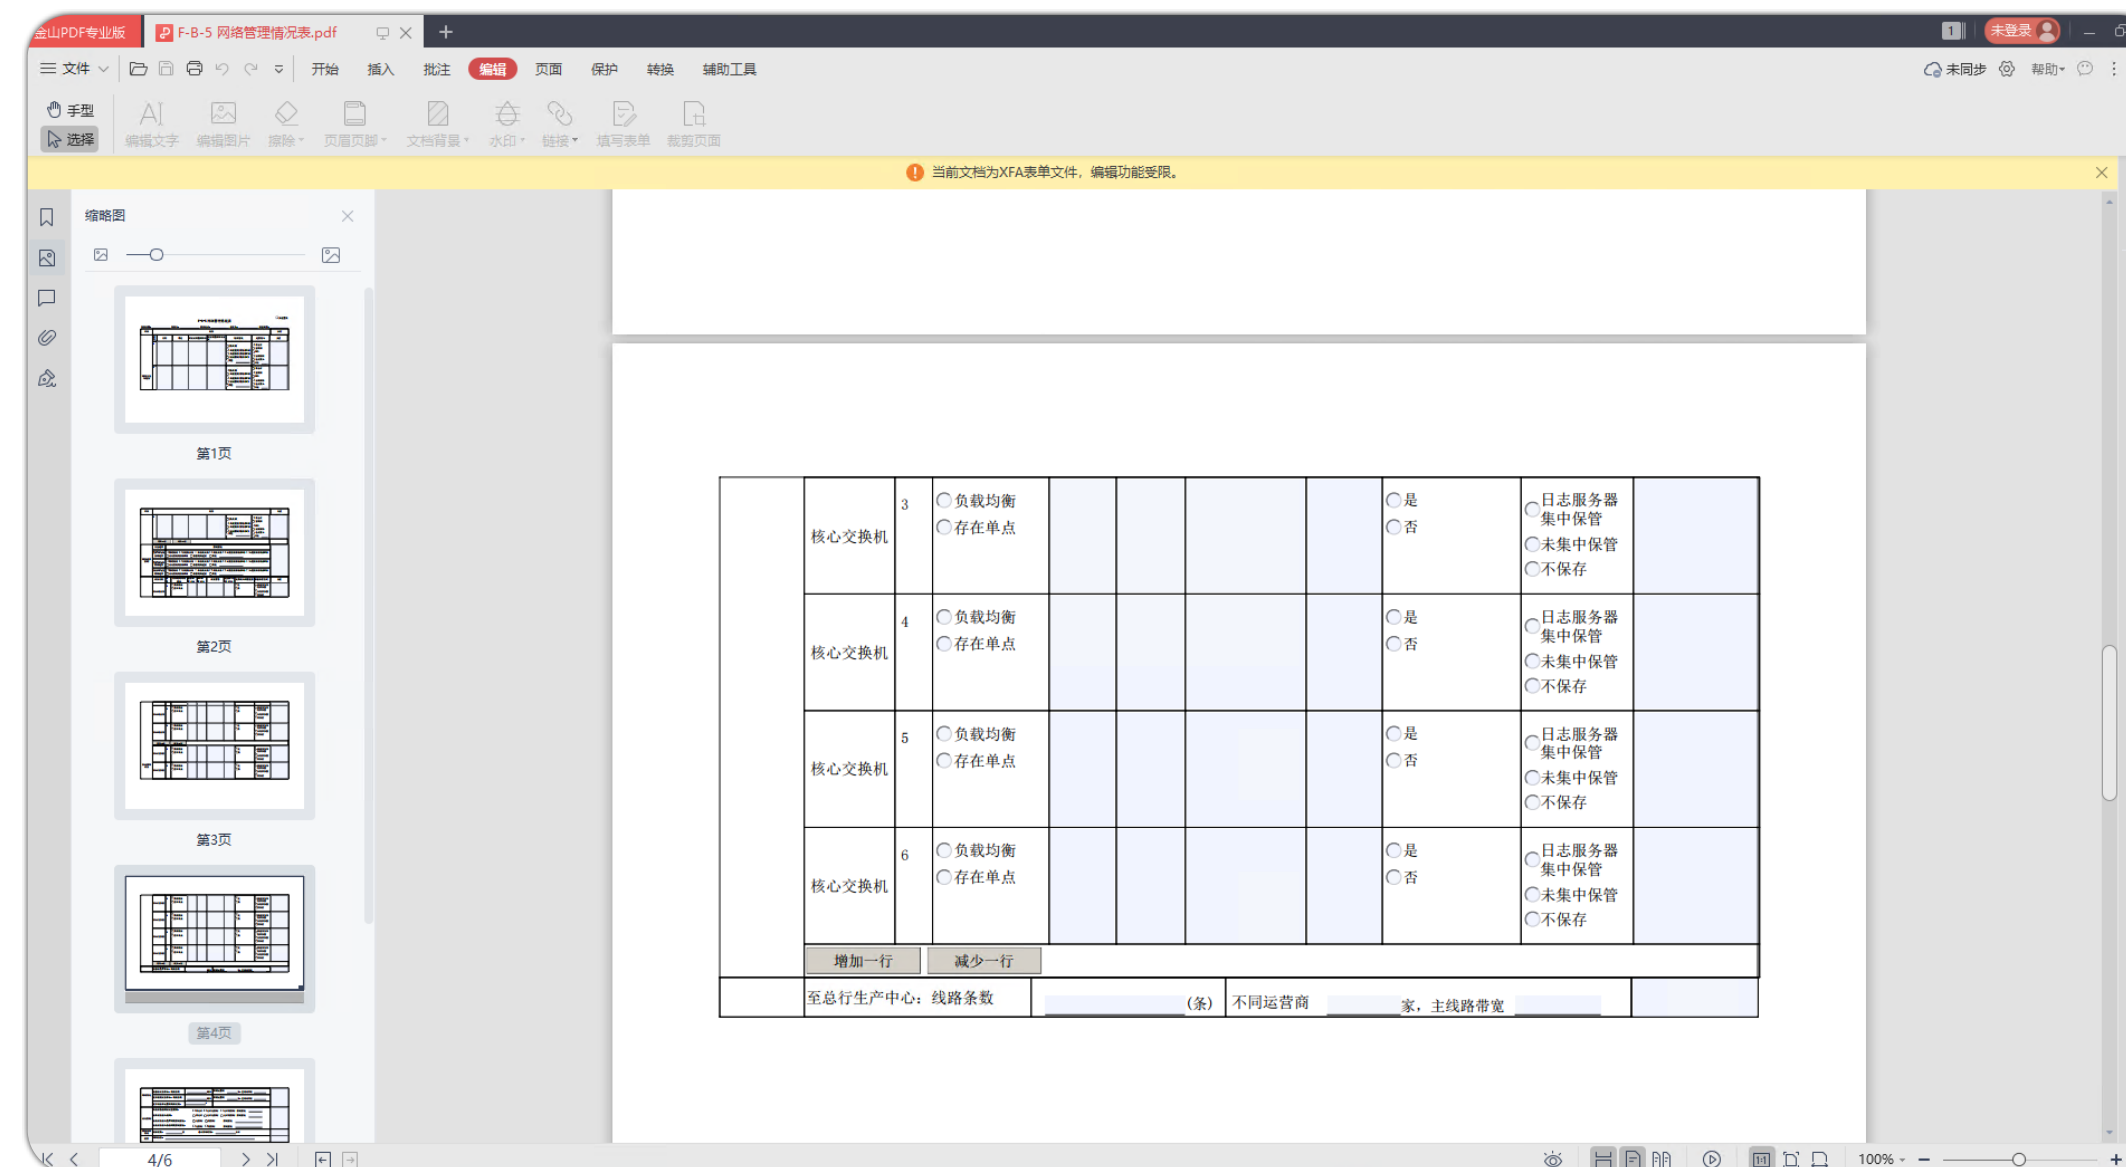 金山PDF专业版 F-B-5 网络管理情况表.pdf 1 未登录
文件 开始 插入 批注 编辑 页面 保护 转换 辅助工具 未同步 帮助
手型
选择 编辑文字 编辑图片 擦除 页眉页脚 文档背景 水印 链接 填写表单 裁剪页面
当前文档为XFA表单文件，编辑功能受限。
缩略图
第1页
第2页
第3页
第4页
核心交换机 3 负载均衡 是 日志服务器
集中保管
存在单点 否 未集中保管
不保存
核心交换机 4 负载均衡 是 日志服务器
集中保管
存在单点 否 未集中保管
不保存
核心交换机 5 负载均衡 是 日志服务器
集中保管
存在单点 否 未集中保管
不保存
核心交换机 6 负载均衡 是 日志服务器
集中保管
存在单点 否 未集中保管
不保存
增加一行 减少一行
至总行生产中心：线路条数 (条) 不同运营商 家，主线路带宽
4/6 1:1 100%